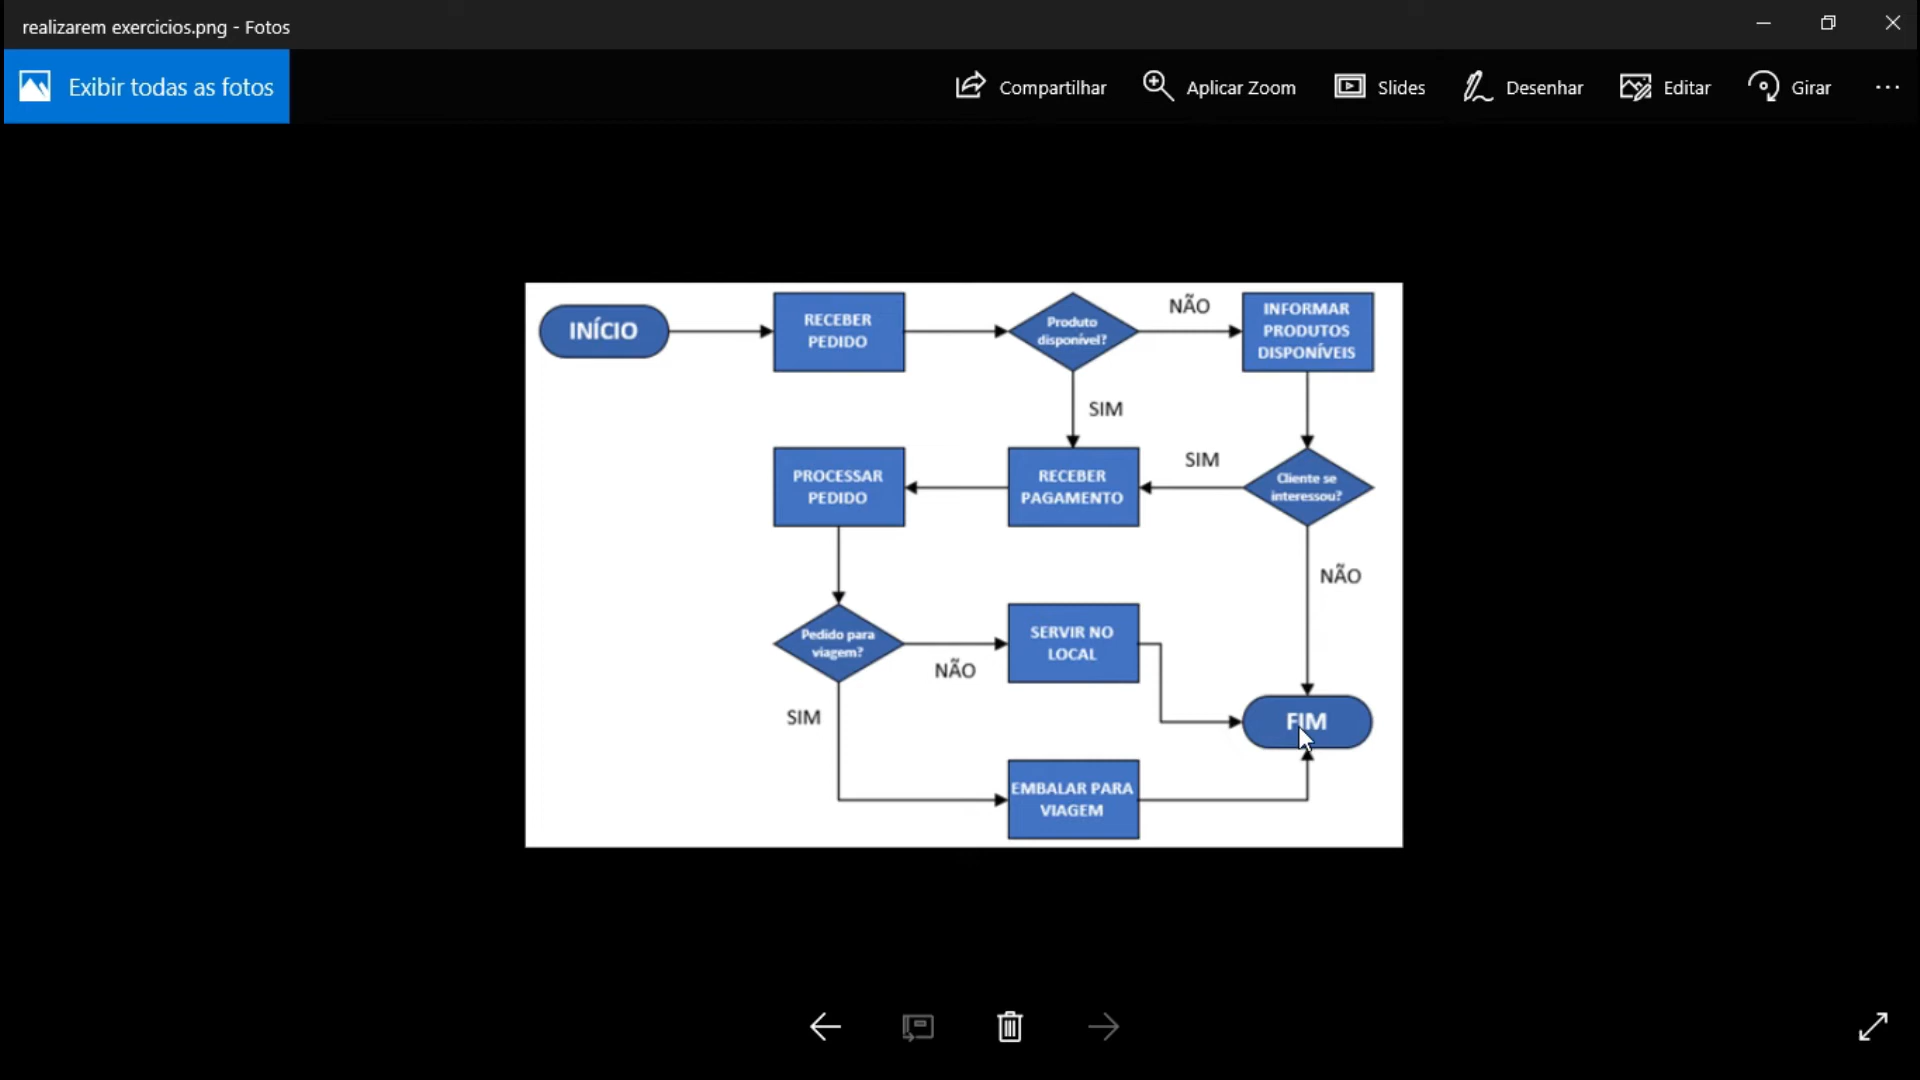 realizarem exercicios.png - Fotos
Exibir todas as fotos
Compartilhar
Aplicar Zoom
Slides
Desenhar
Editar
Girar
INÍCIO
RECEBER
PEDIDO
Produto
disponível?
NÃO
INFORMAR
PRODUTOS
DISPONÍVEIS
SIM
PROCESSAR
PEDIDO
RECEBER
PAGAMENTO
SIM
Cliente se
interessou?
NÃO
Pedido para
viagem?
NÃO
SERVIR NO
LOCAL
SIM
FIM
EMBALAR PARA
VIAGEM